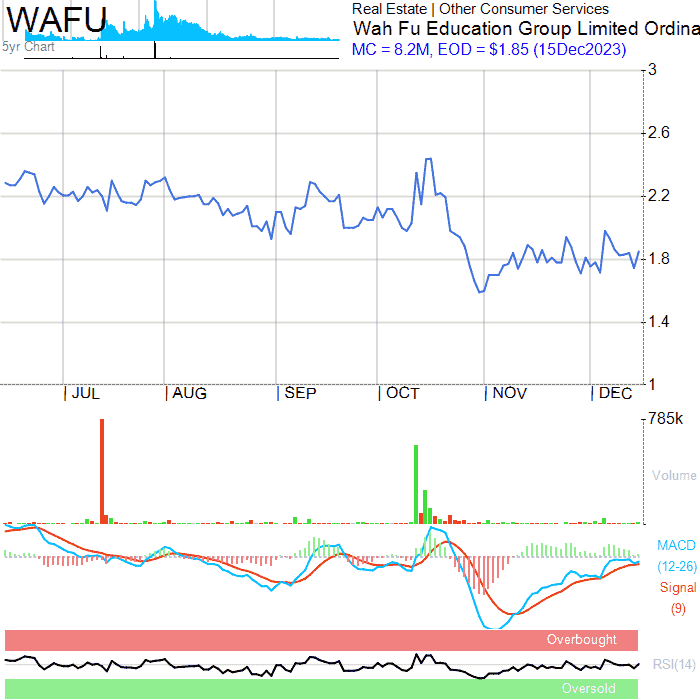 WAFU
5yr Chart
Real Estate | Other Consumer Services
Wah Fu Education Group Limited Ordina
MC = 8.2M, EOD = $1.85 (15Dec2023)
3
2.6
2.2
1.8
1.4
1
JUL AUG SEP OCT NOV DEC
785k
Volume
MACD
(12-26)
Signal
(9)
Overbought
RSI(14)
Oversold